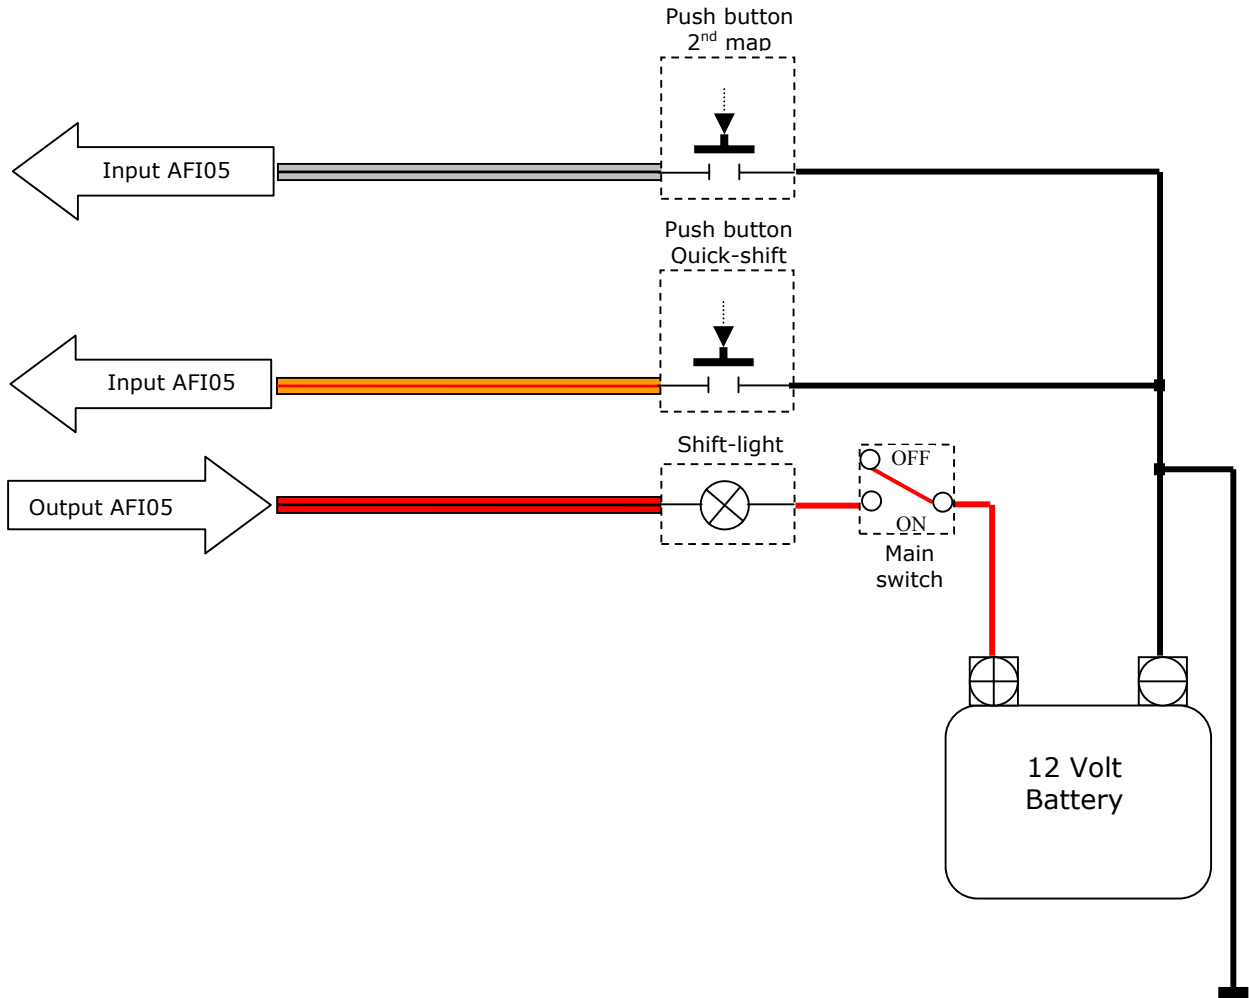 Push button
2nd map
Input AFI05
Push button
Quick-shift
Input AFI05
Shift-light
OFF
Output AFI05
ON
Main
switch
12 Volt
Battery